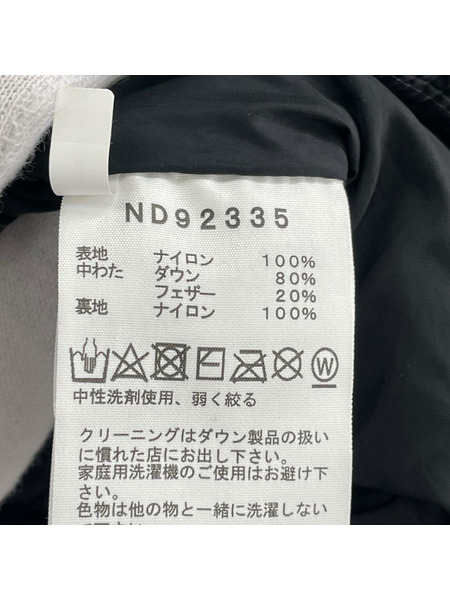 ND92335
表地 ナイロン 100%
中わた ダウン 80%
フェザー 20%
裏地 ナイロン 100%
W
中性洗剤使用、弱く絞る
クリーニングはダウン製品の扱い
に慣れた店にお出し下さい。
家庭用洗濯機のご使用はお避け下
さい。
色物は他の物と一緒に洗濯しない